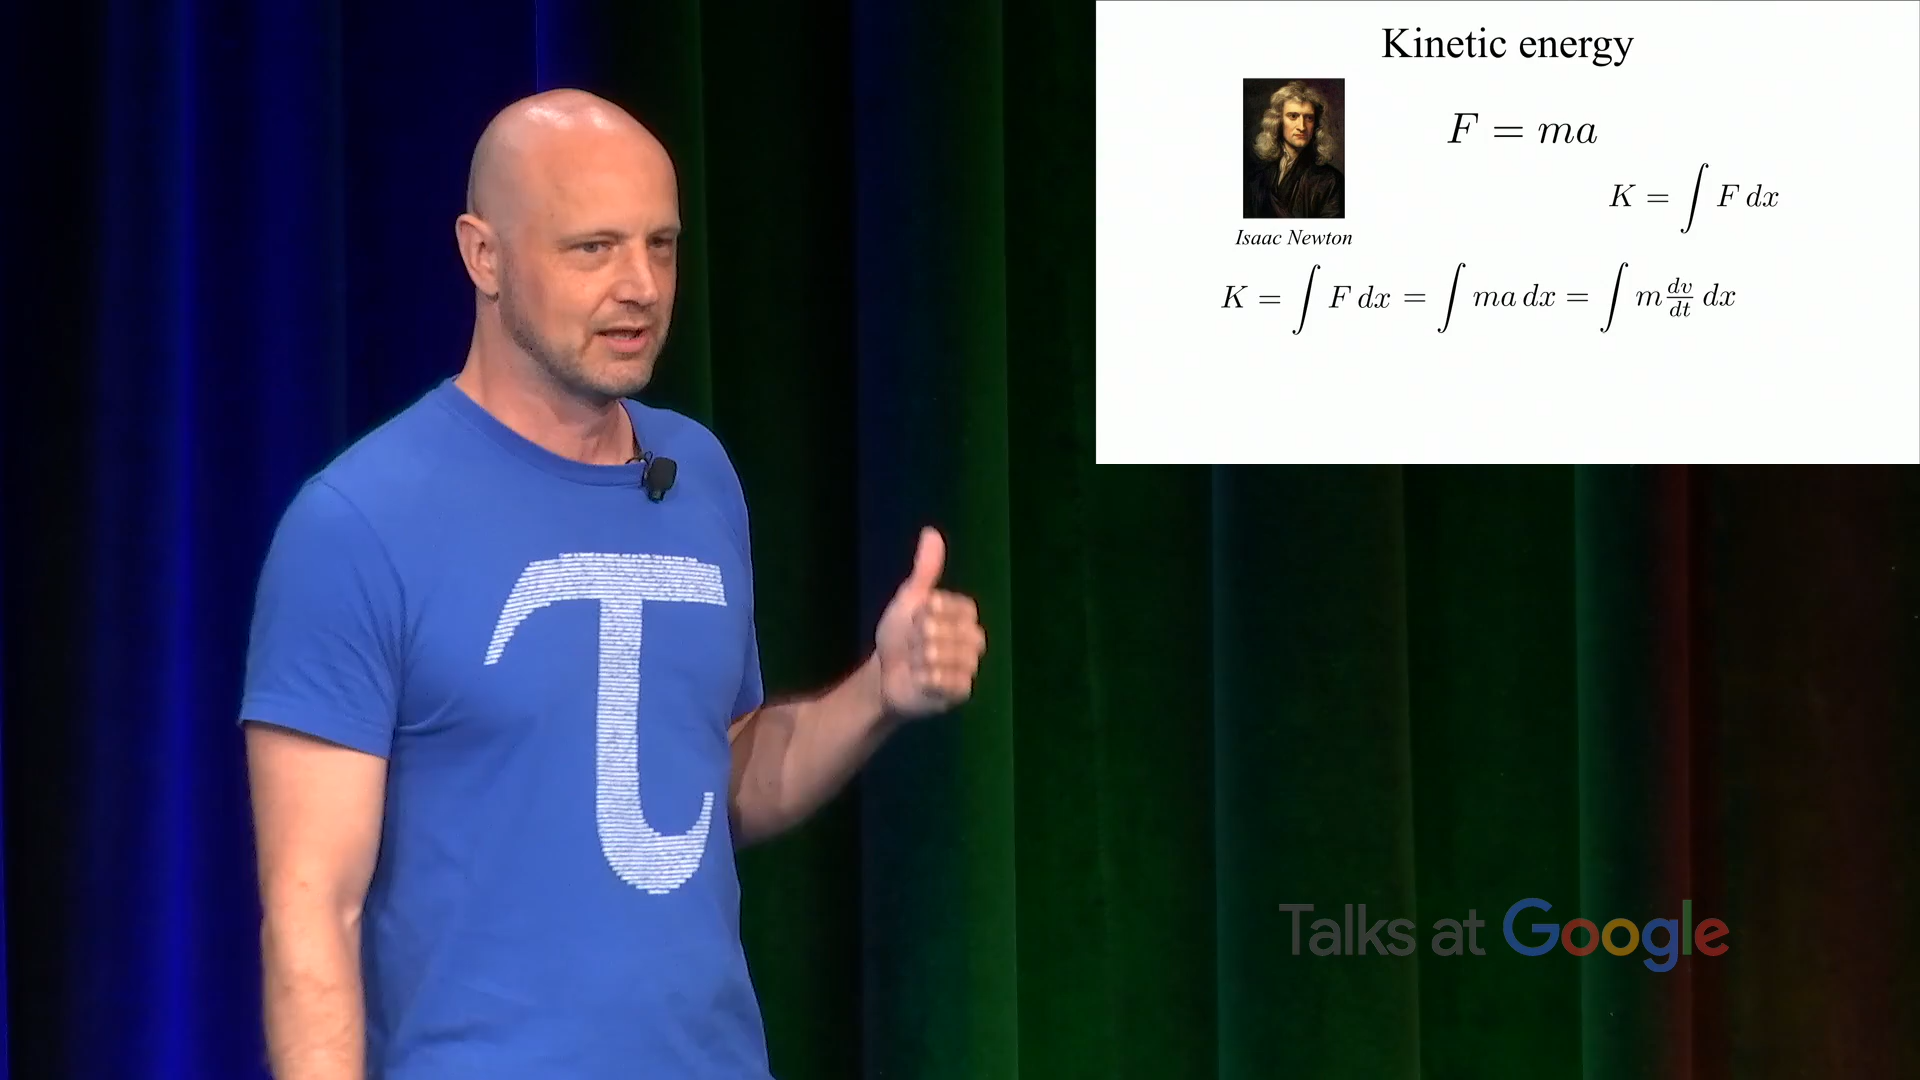 Kinetic energy
F = ma
K = ∫ F dx
Isaac Newton
K = ∫ F dx = ∫ ma dx = ∫ m dv/dt dx
τ
Talks at Google